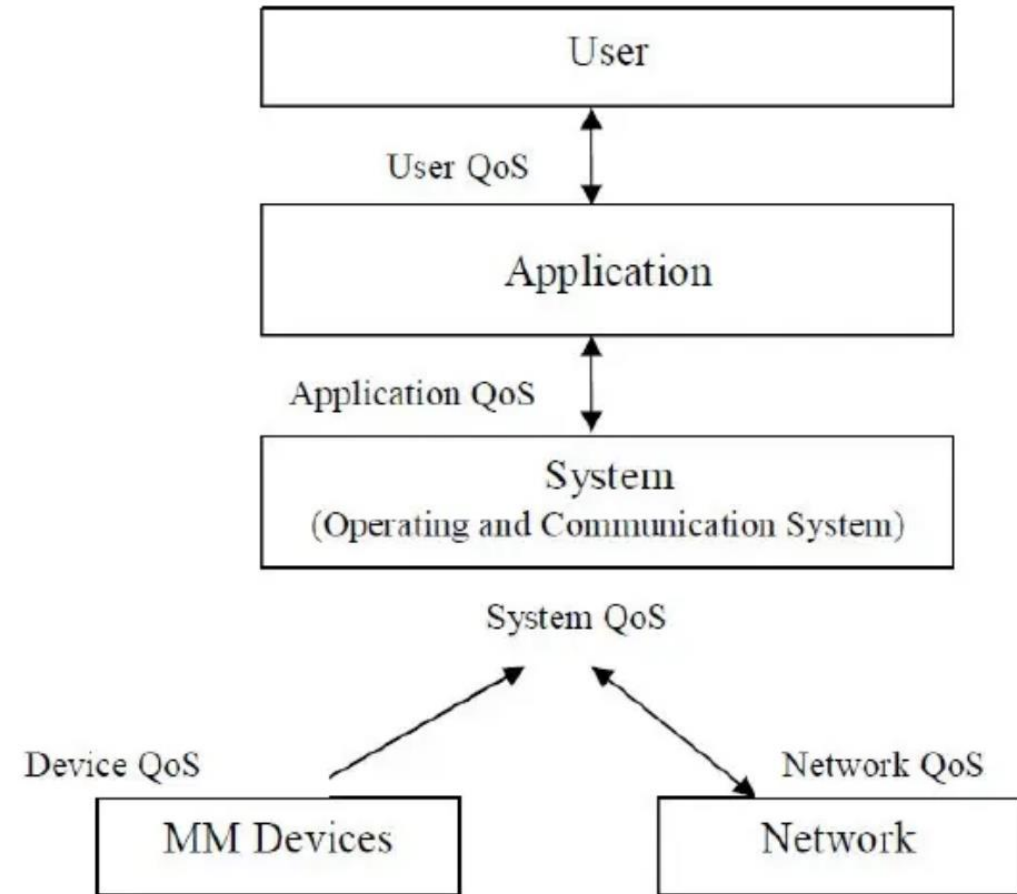 User
User QoS
Application
Application QoS
System
(Operating and Communication System)
System QoS
Device QoS
Network QoS
MM Devices
Network